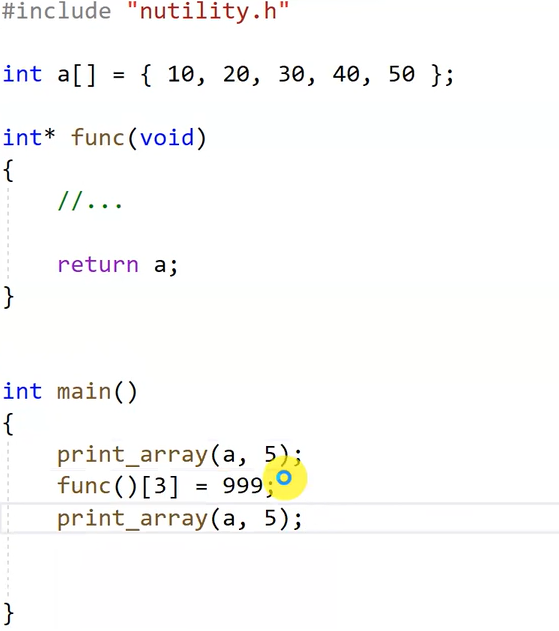 #include "nutility.h"
int a[] = { 10, 20, 30, 40, 50 };
int* func(void)
{
//...
return a;
}
int main()
{
print_array(a, 5);
func()[3] = 999;
print_array(a, 5);
}